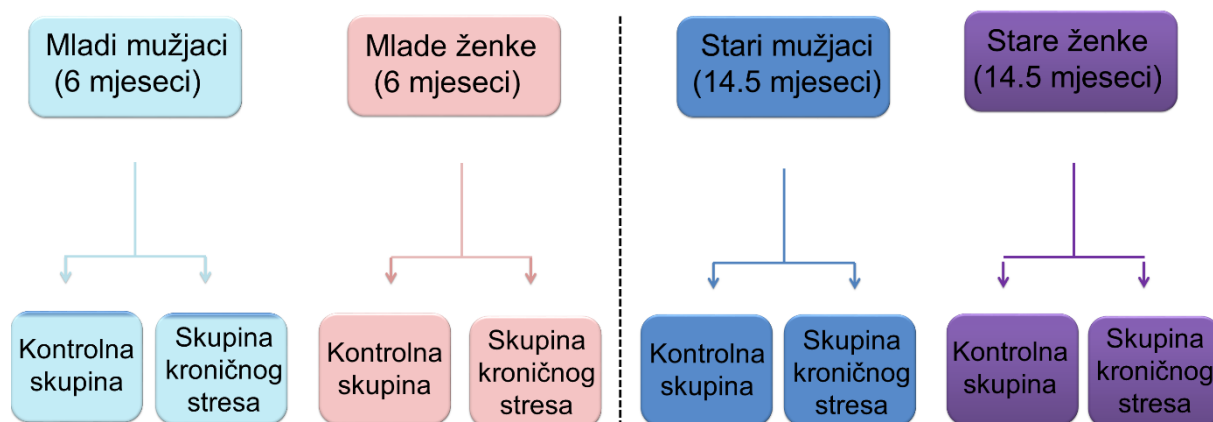 Mladi mužjaci
(6 mjeseci)
Mlade ženke
(6 mjeseci)
Stari mužjaci
(14.5 mjeseci)
Stare ženke
(14.5 mjeseci)
Kontrolna
skupina
Skupina
kroničnog
stresa
Kontrolna
skupina
Skupina
kroničnog
stresa
Kontrolna
skupina
Skupina
kroničnog
stresa
Kontrolna
skupina
Skupina
kroničnog
stresa